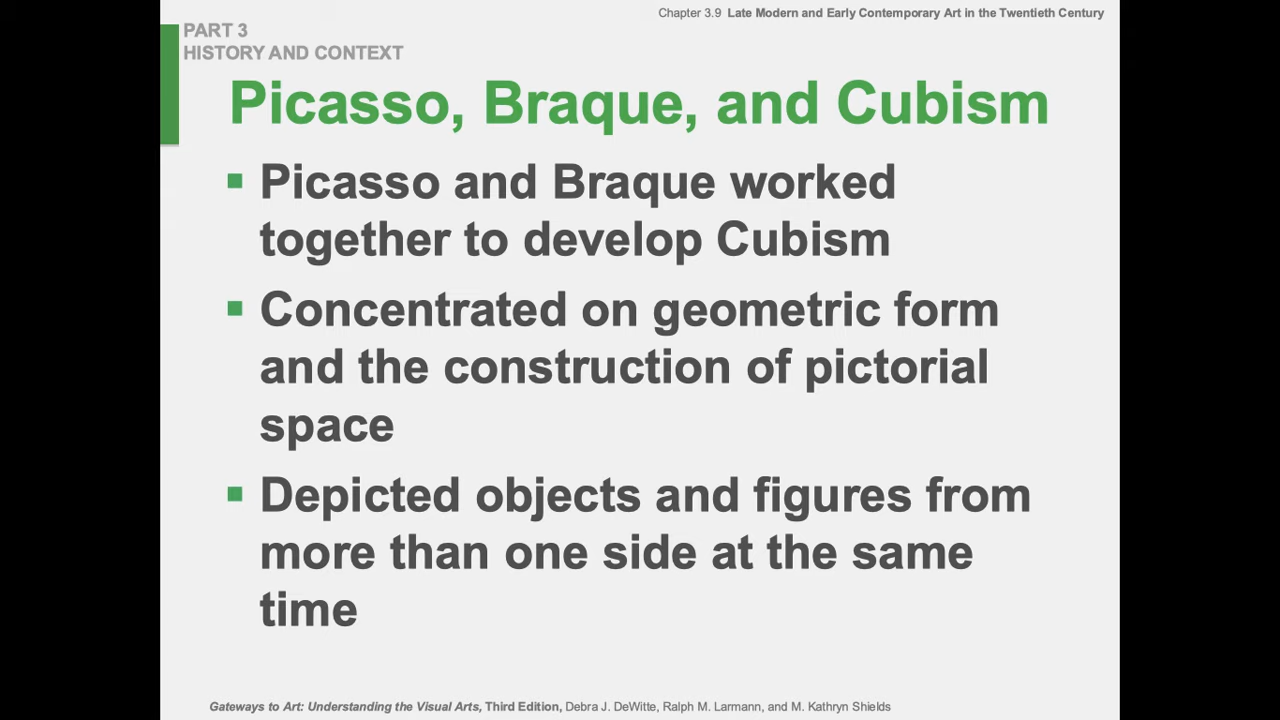 Chapter 3.9 Late Modern and Early Contemporary Art in the Twentieth Century
PART 3
HISTORY AND CONTEXT
Picasso, Braque, and Cubism
▪ Picasso and Braque worked
together to develop Cubism
▪ Concentrated on geometric form
and the construction of pictorial
space
▪ Depicted objects and figures from
more than one side at the same
time
Gateways to Art: Understanding the Visual Arts, Third Edition, Debra J. DeWitte, Ralph M. Larmann, and M. Kathryn Shields